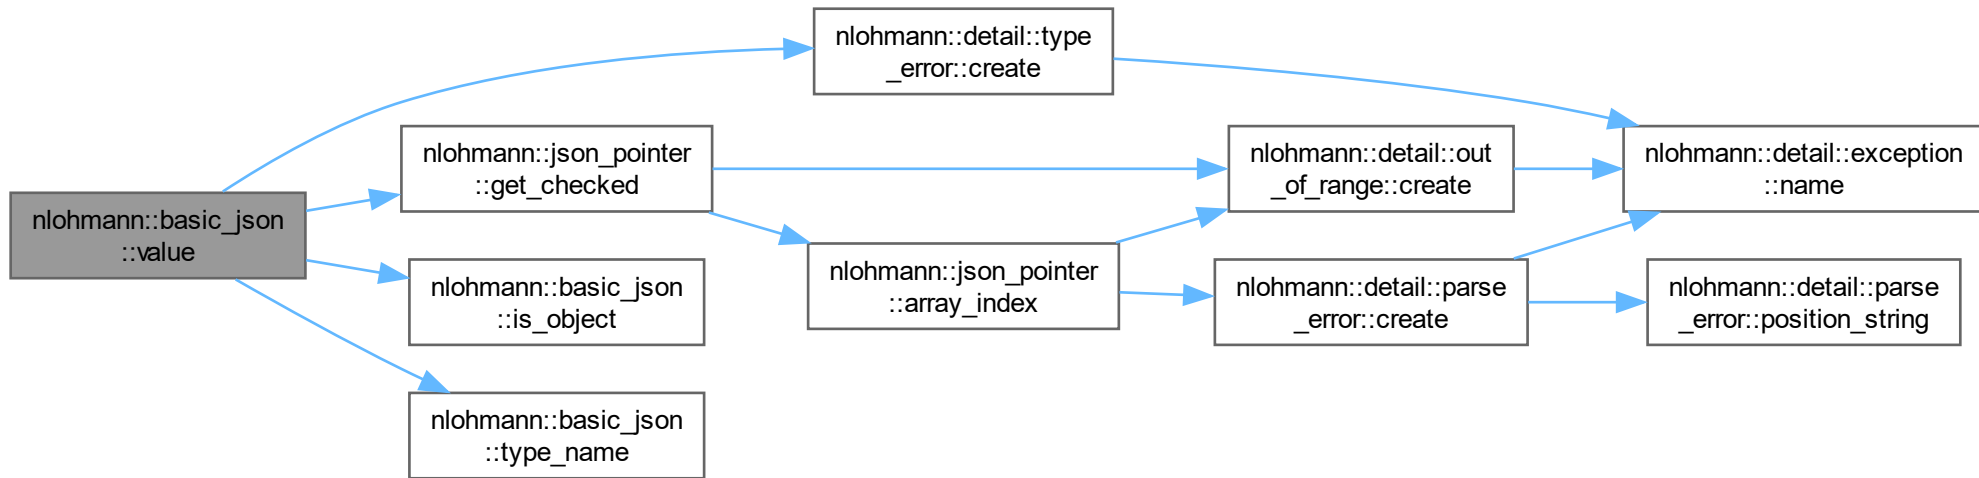 nlohmann::basic_json
::value
nlohmann::detail::type
_error::create
nlohmann::json_pointer
::get_checked
nlohmann::basic_json
::is_object
nlohmann::basic_json
::type_name
nlohmann::json_pointer
::array_index
nlohmann::detail::out
_of_range::create
nlohmann::detail::parse
_error::create
nlohmann::detail::exception
::name
nlohmann::detail::parse
_error::position_string